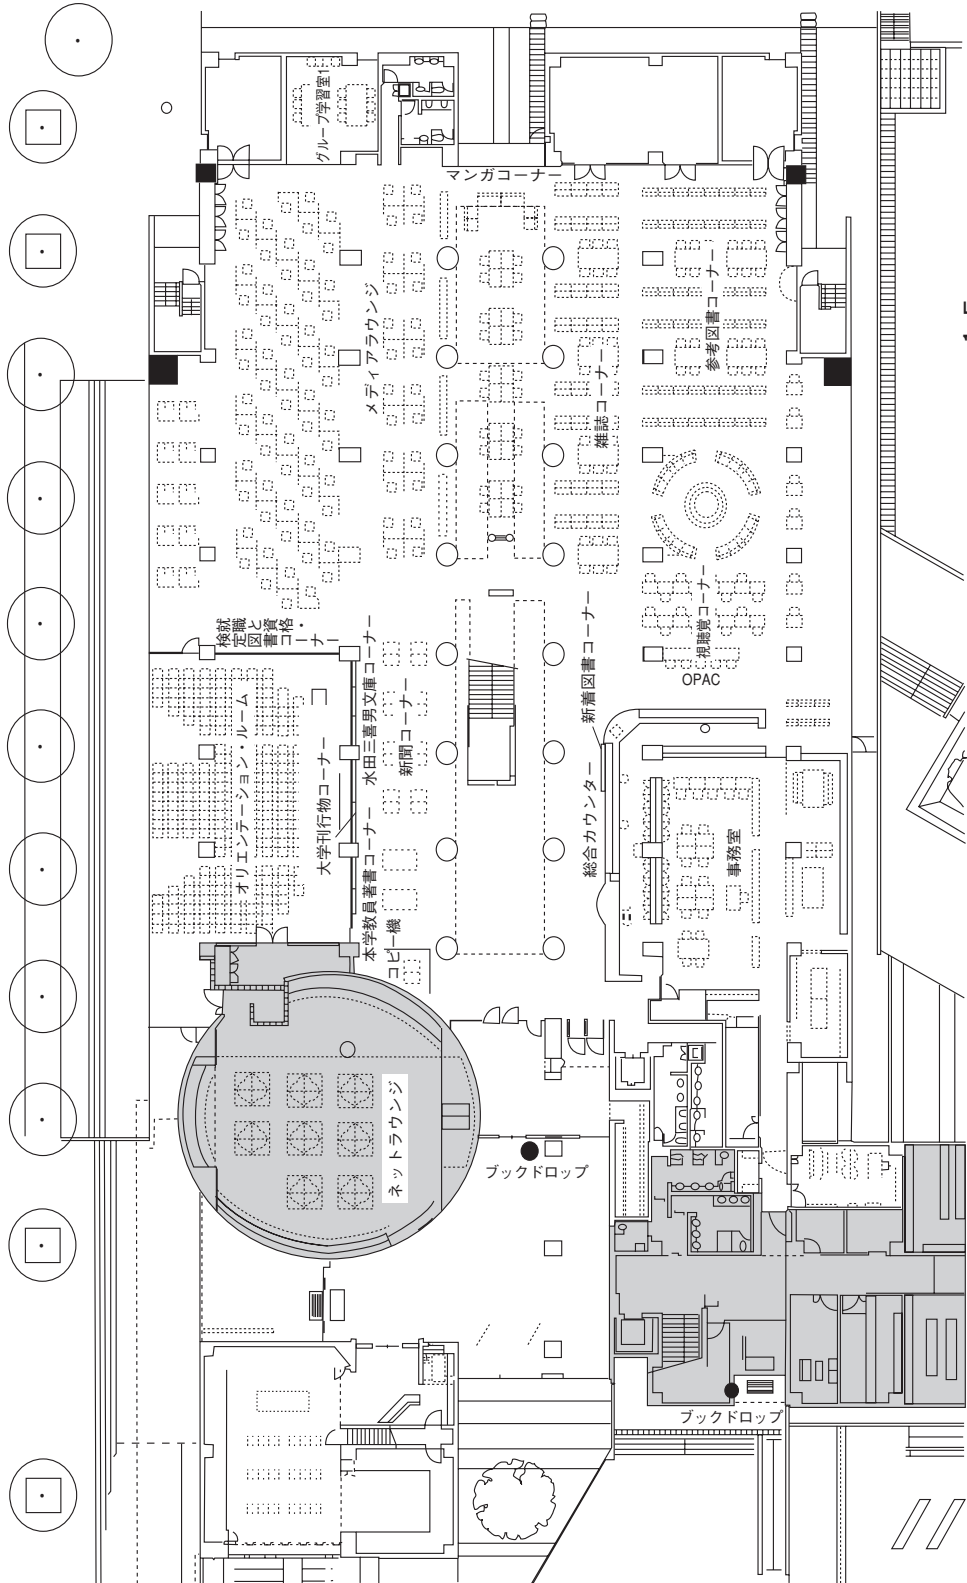 グループ学習室1
マンガコーナー
メディアラウンジ
参考図書コーナー
雑誌コーナー
就職と資格・
検定図書コーナー
視聴覚コーナー
OPAC
オリエンテーション・ルーム
大学刊行物コーナー
水田三喜男文庫コーナー
新聞コーナー
新着図書コーナー
総合カウンター
事務室
本学教員著書コーナー
コピー機
ネットラウンジ
ブックドロップ
ブックドロップ